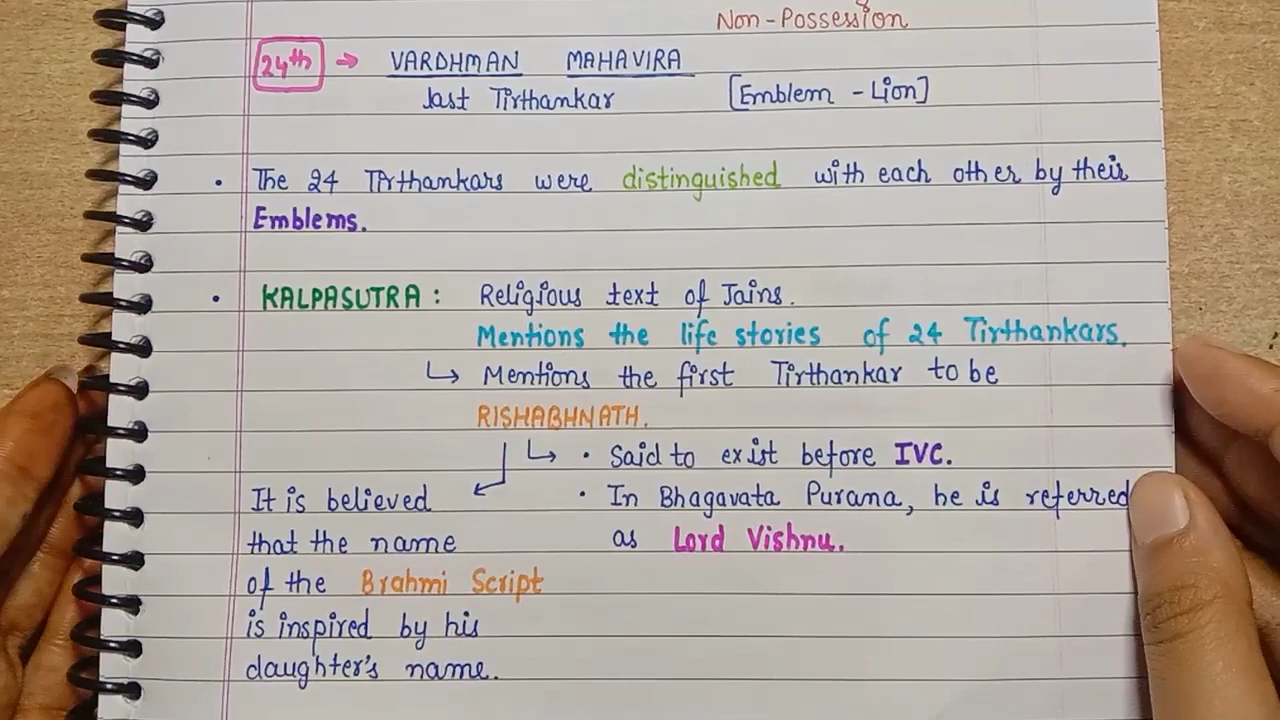 Non-Possession
24th → VARDHMAN MAHAVIRA
Last Tirthankar [Emblem - Lion]
• The 24 Tirthankars were distinguished with each other by their
Emblems.
• KALPASUTRA : Religious text of Jains.
Mentions the life stories of 24 Tirthankars.
↳ Mentions the first Tirthankar to be
RISHABHNATH.
↳ • Said to exist before IVC.
• In Bhagavata Purana, he is referred
as Lord Vishnu.
It is believed
that the name
of the Brahmi Script
is inspired by his
daughter's name.